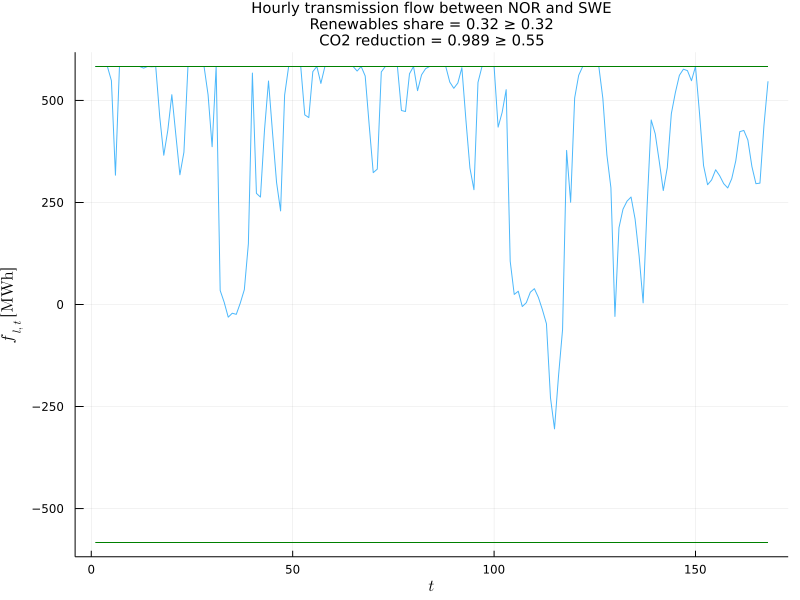 Hourly transmission flow between NOR and SWE
Renewables share = 0.32 ≥ 0.32
CO2 reduction = 0.989 ≥ 0.55
500
250
0
−250
−500
f_{l,t} [MWh]
0 50 100 150
t